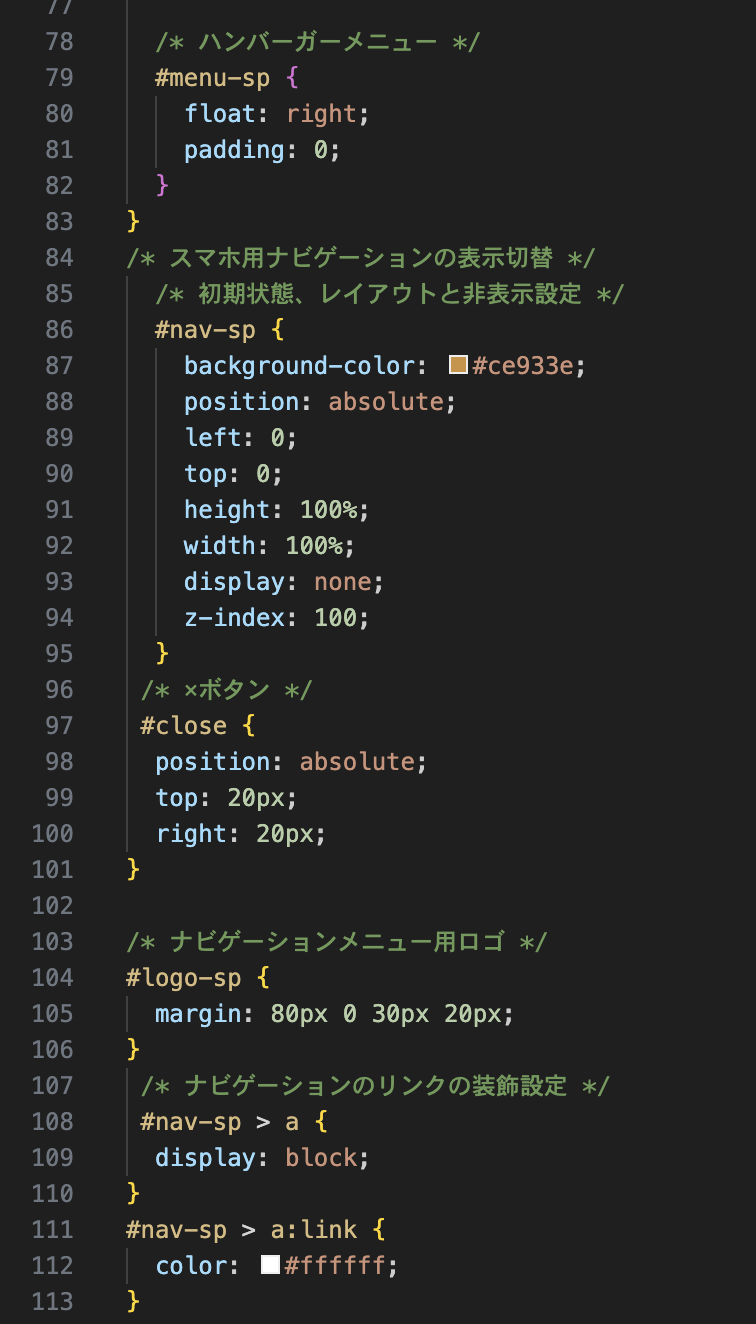 77
78 /* ハンバーガーメニュー */
79 #menu-sp {
80 float: right;
81 padding: 0;
82 }
83 }
84 /* スマホ用ナビゲーションの表示切替 */
85 /* 初期状態、レイアウトと非表示設定 */
86 #nav-sp {
87 background-color: #ce933e;
88 position: absolute;
89 left: 0;
90 top: 0;
91 height: 100%;
92 width: 100%;
93 display: none;
94 z-index: 100;
95 }
96 /* ×ボタン */
97 #close {
98 position: absolute;
99 top: 20px;
100 right: 20px;
101 }
102
103 /* ナビゲーションメニュー用ロゴ */
104 #logo-sp {
105 margin: 80px 0 30px 20px;
106 }
107 /* ナビゲーションのリンクの装飾設定 */
108 #nav-sp > a {
109 display: block;
110 }
111 #nav-sp > a:link {
112 color: #ffffff;
113 }